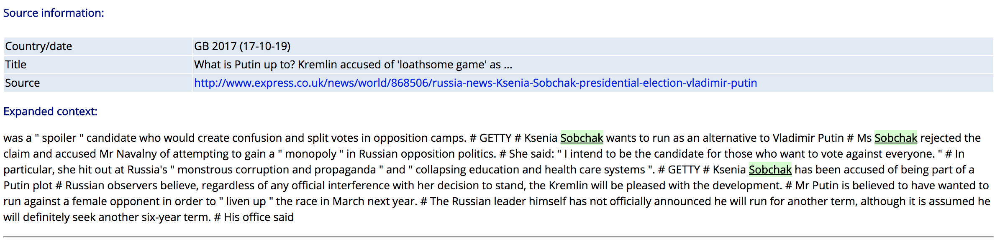 Source information:
Country/date GB 2017 (17-10-19)
Title What is Putin up to? Kremlin accused of 'loathsome game' as ...
Source http://www.express.co.uk/news/world/868506/russia-news-Ksenia-Sobchak-presidential-election-vladimir-putin
Expanded context:
was a " spoiler " candidate who would create confusion and split votes in opposition camps. # GETTY # Ksenia Sobchak wants to run as an alternative to Vladimir Putin # Ms Sobchak rejected the
claim and accused Mr Navalny of attempting to gain a " monopoly " in Russian opposition politics. # She said: " I intend to be the candidate for those who want to vote against everyone. " # In
particular, she hit out at Russia's " monstrous corruption and propaganda " and " collapsing education and health care systems ". # GETTY # Ksenia Sobchak has been accused of being part of a
Putin plot # Russian observers believe, regardless of any official interference with her decision to stand, the Kremlin will be pleased with the development. # Mr Putin is believed to have wanted to
run against a female opponent in order to " liven up " the race in March next year. # The Russian leader himself has not officially announced he will run for another term, although it is assumed he
will definitely seek another six-year term. # His office said